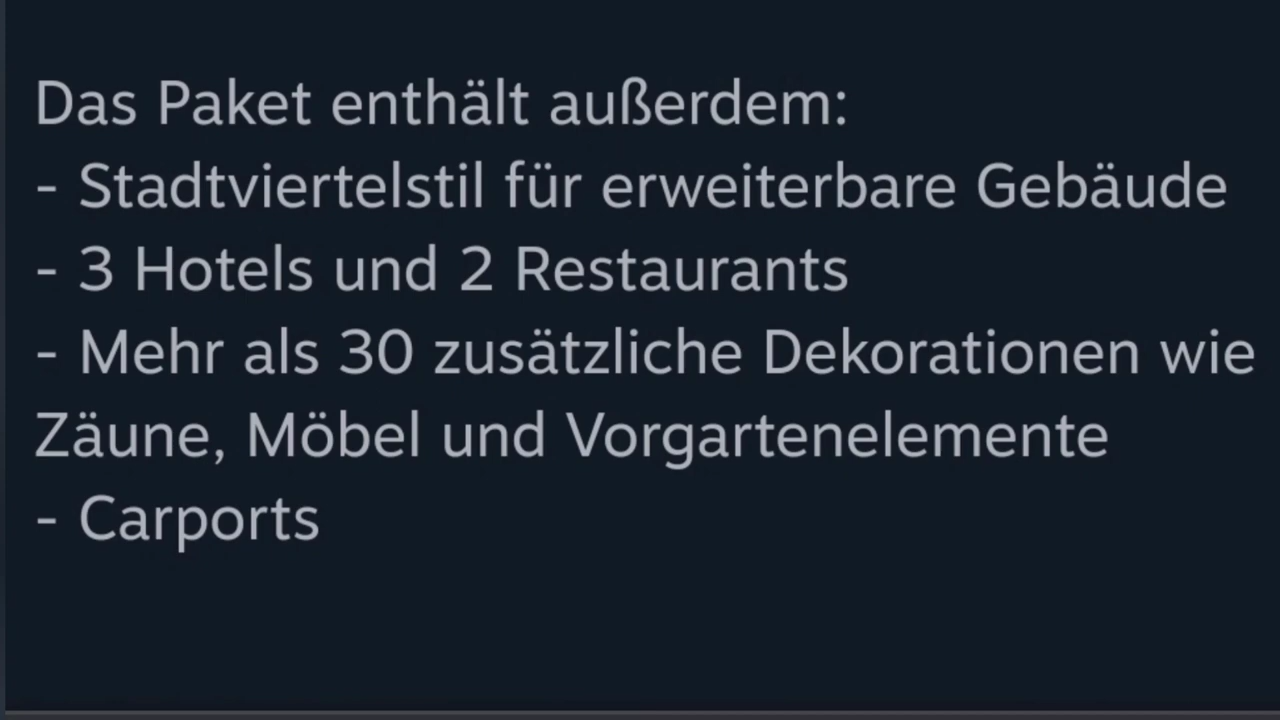 Das Paket enthält außerdem:
- Stadtviertelstil für erweiterbare Gebäude
- 3 Hotels und 2 Restaurants
- Mehr als 30 zusätzliche Dekorationen wie
Zäune, Möbel und Vorgartenelemente
- Carports